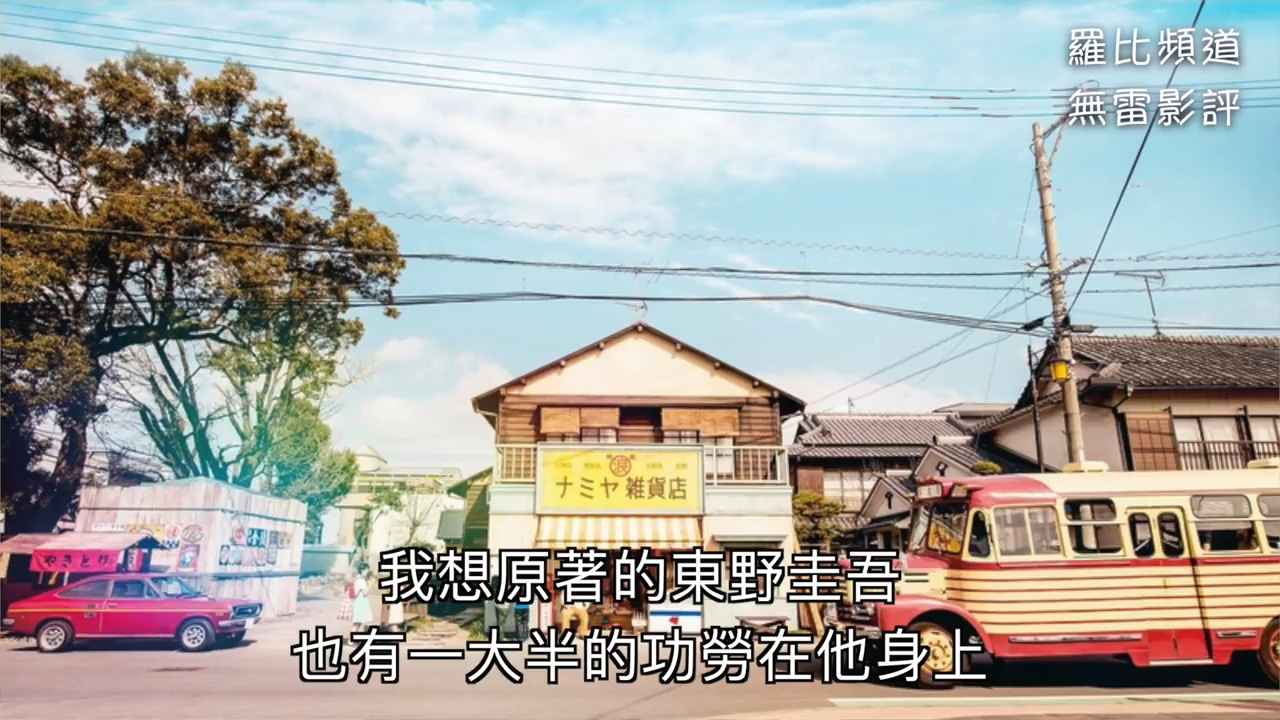 羅比頻道
無雷影評
浪
ナミヤ 雑貨店
やきとり
我想原著的東野圭吾
也有一大半的功勞在他身上